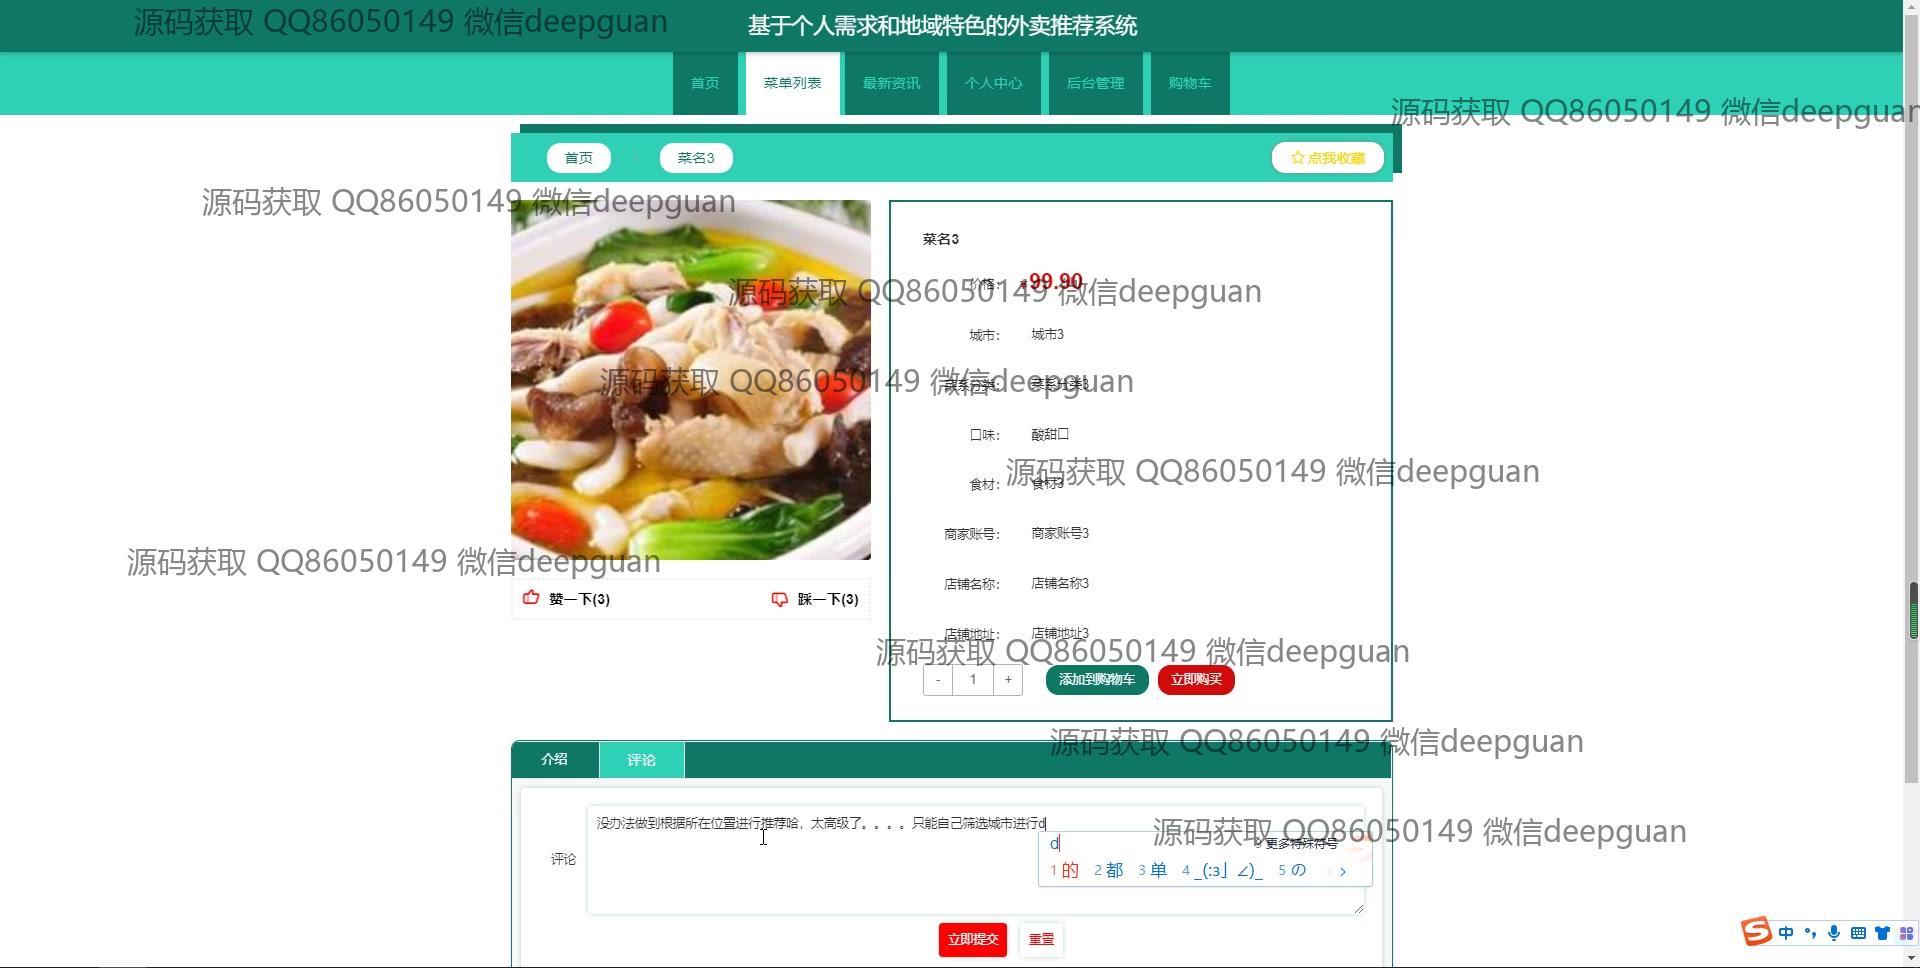 源码获取 QQ86050149 微信deepguan
基于个人需求和地域特色的外卖推荐系统
首页 菜单列表 最新资讯 个人中心 后台管理 购物车
源码获取 QQ86050149 微信deepguan
首页 菜名3 点我收藏
源码获取 QQ86050149 微信deepguan
菜名3
价格： ¥99.90
源码获取 QQ86050149 微信deepguan
城市： 城市3
菜系分类： 菜系分类3
源码获取 QQ86050149 微信deepguan
口味： 酸甜口
源码获取 QQ86050149 微信deepguan
食材： 食材3
商家账号： 商家账号3
源码获取 QQ86050149 微信deepguan
店铺名称： 店铺名称3
赞一下(3) 踩一下(3)
店铺地址： 店铺地址3
源码获取 QQ86050149 微信deepguan
- 1 + 添加到购物车 立即购买
源码获取 QQ86050149 微信deepguan
介绍 评论
没办法做到根据所在位置进行推荐哈，太高级了。。。。只能自己筛选城市进行d
源码获取 QQ86050149 微信deepguan
d 9 更多特殊符号
评论
1 的 2 都 3 单 4 _(:з」∠)_ 5 の
立即提交 重置
中